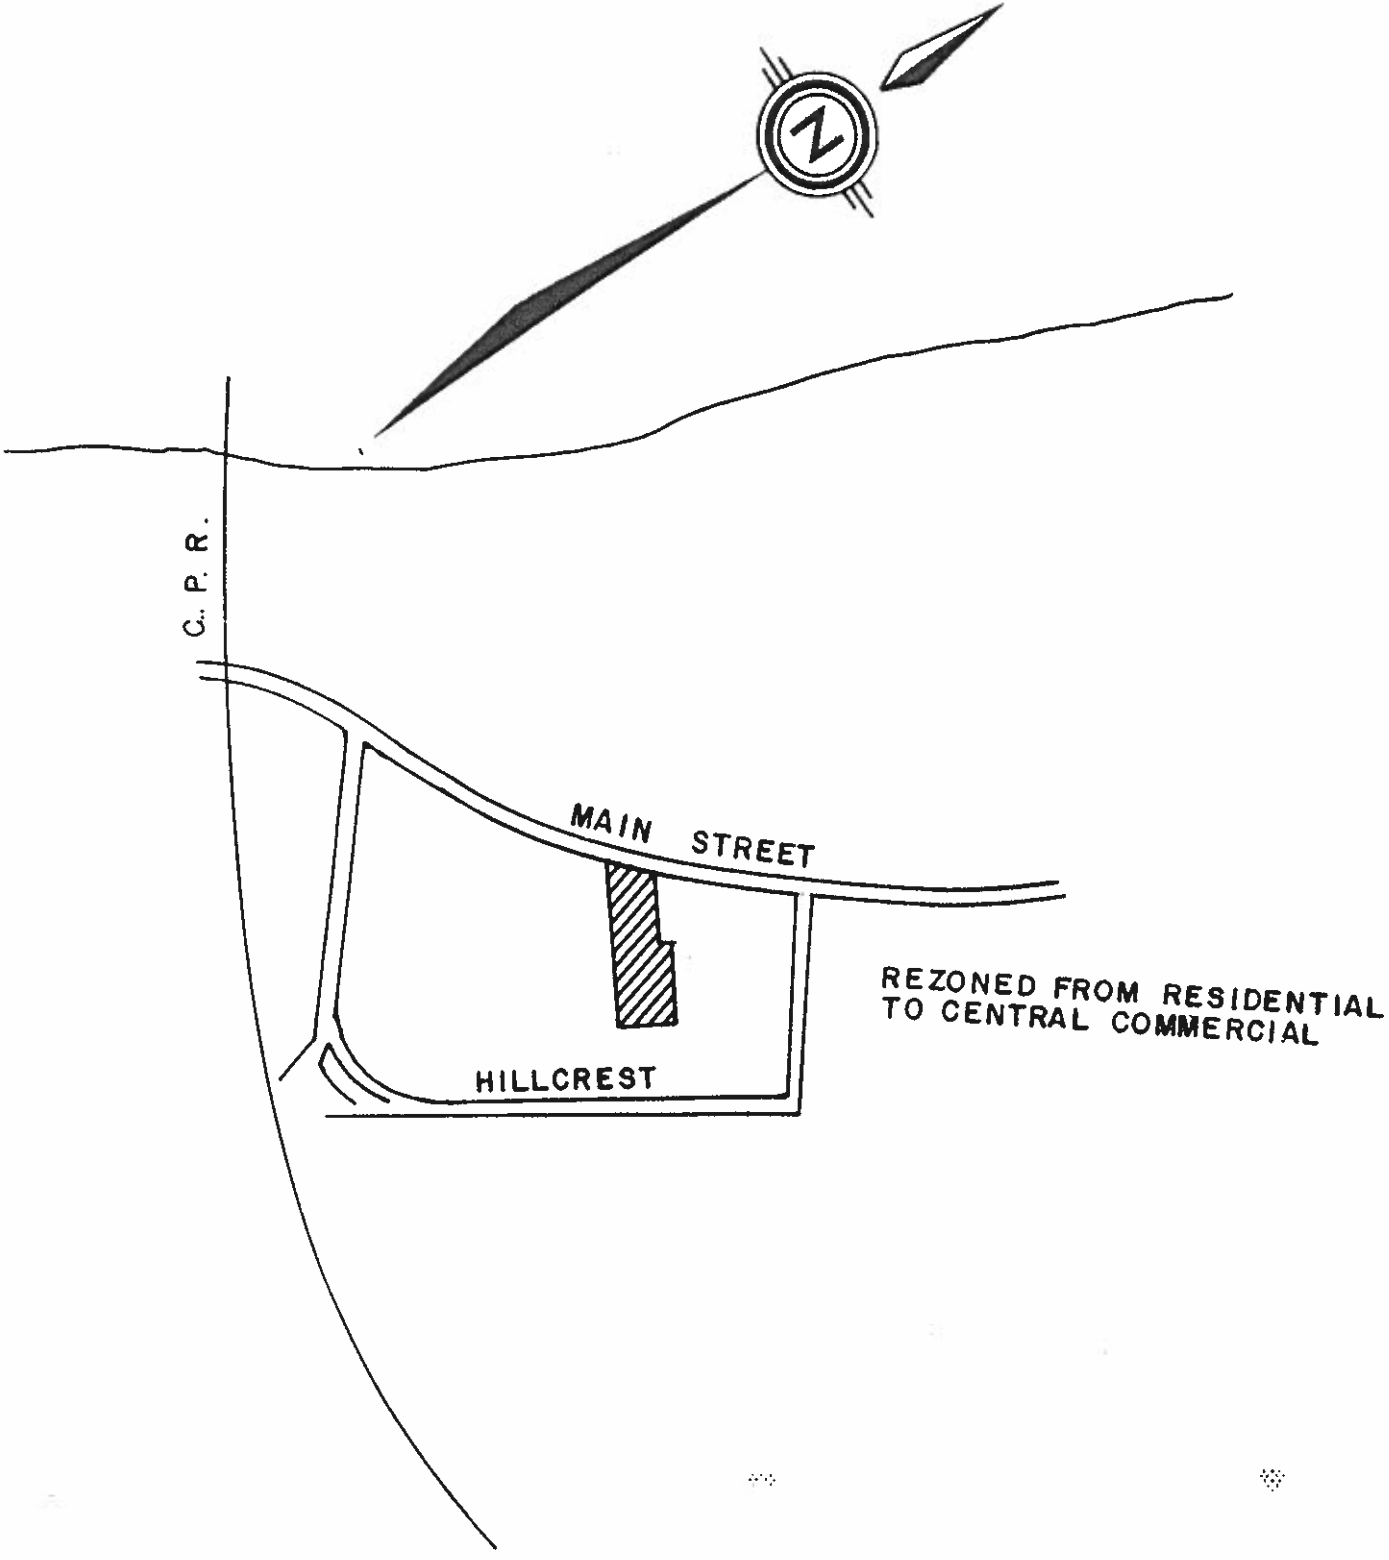 N
C. P. R.
MAIN STREET
REZONED FROM RESIDENTIAL
TO CENTRAL COMMERCIAL
HILLCREST